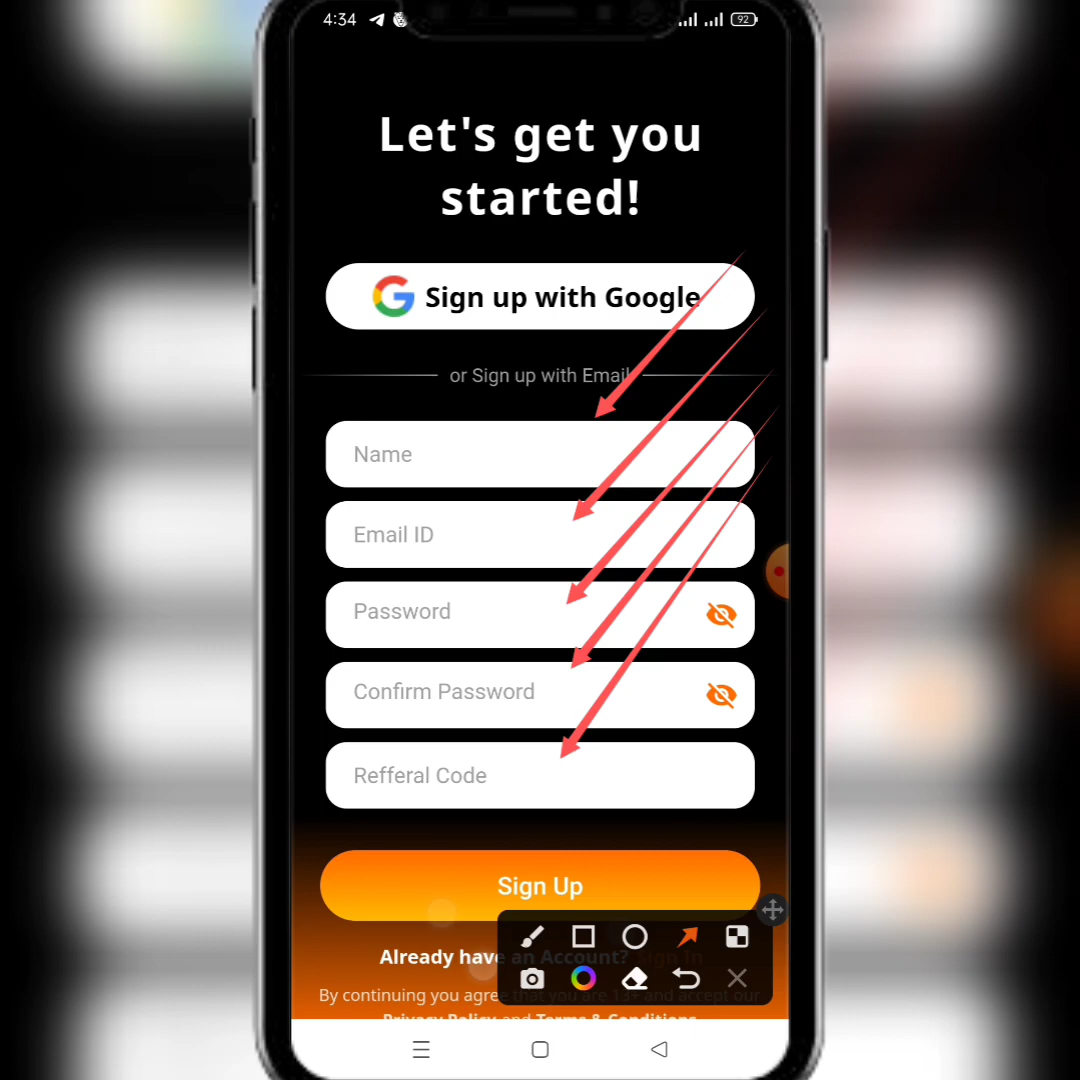 4:34
92
Let's get you
started!
Sign up with Google
or Sign up with Email
Name
Email ID
Password
Confirm Password
Refferal Code
Sign Up
Already have an Account? Sign In
By continuing you agree that you are 13+ and accept our
Privacy Policy and Terms & Conditions